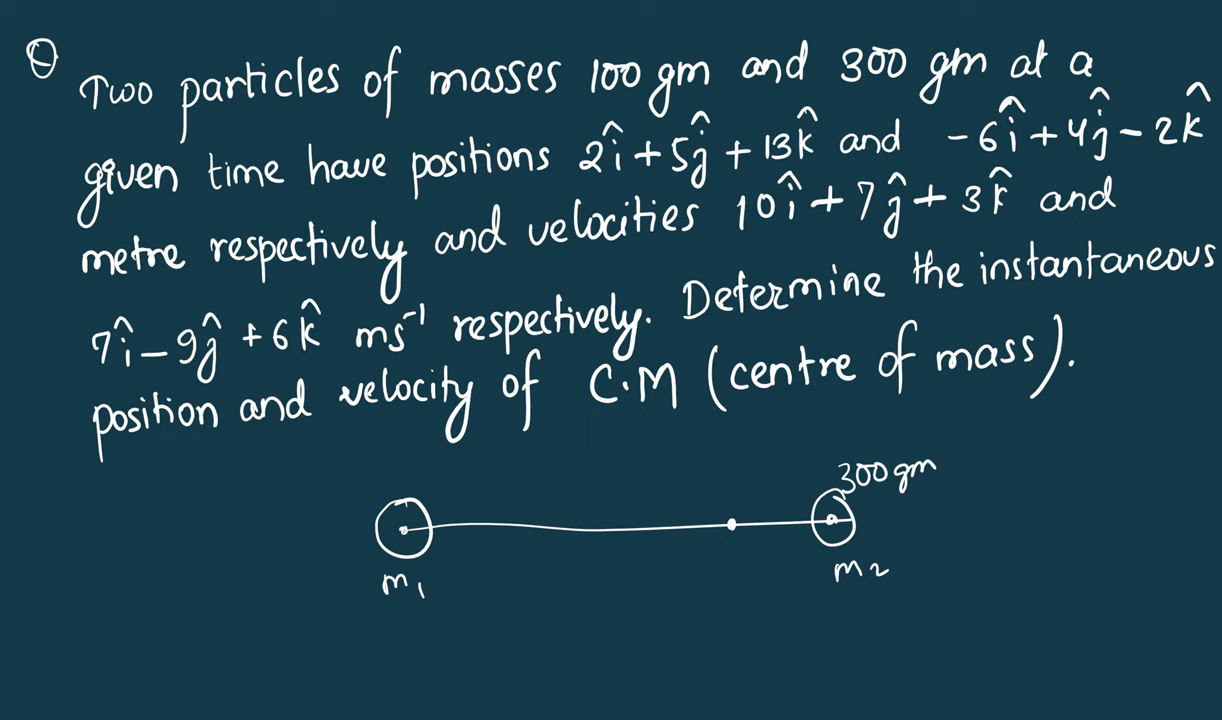 Q Two particles of masses 100 gm and 300 gm at a
given time have positions 2î + 5ĵ + 13k̂ and -6î + 4ĵ - 2k̂
metre respectively and velocities 10î + 7ĵ + 3k̂ and
7î - 9ĵ + 6k̂ ms⁻¹ respectively. Determine the instantaneous
position and velocity of C.M (centre of mass).
300 gm
m₁ m₂